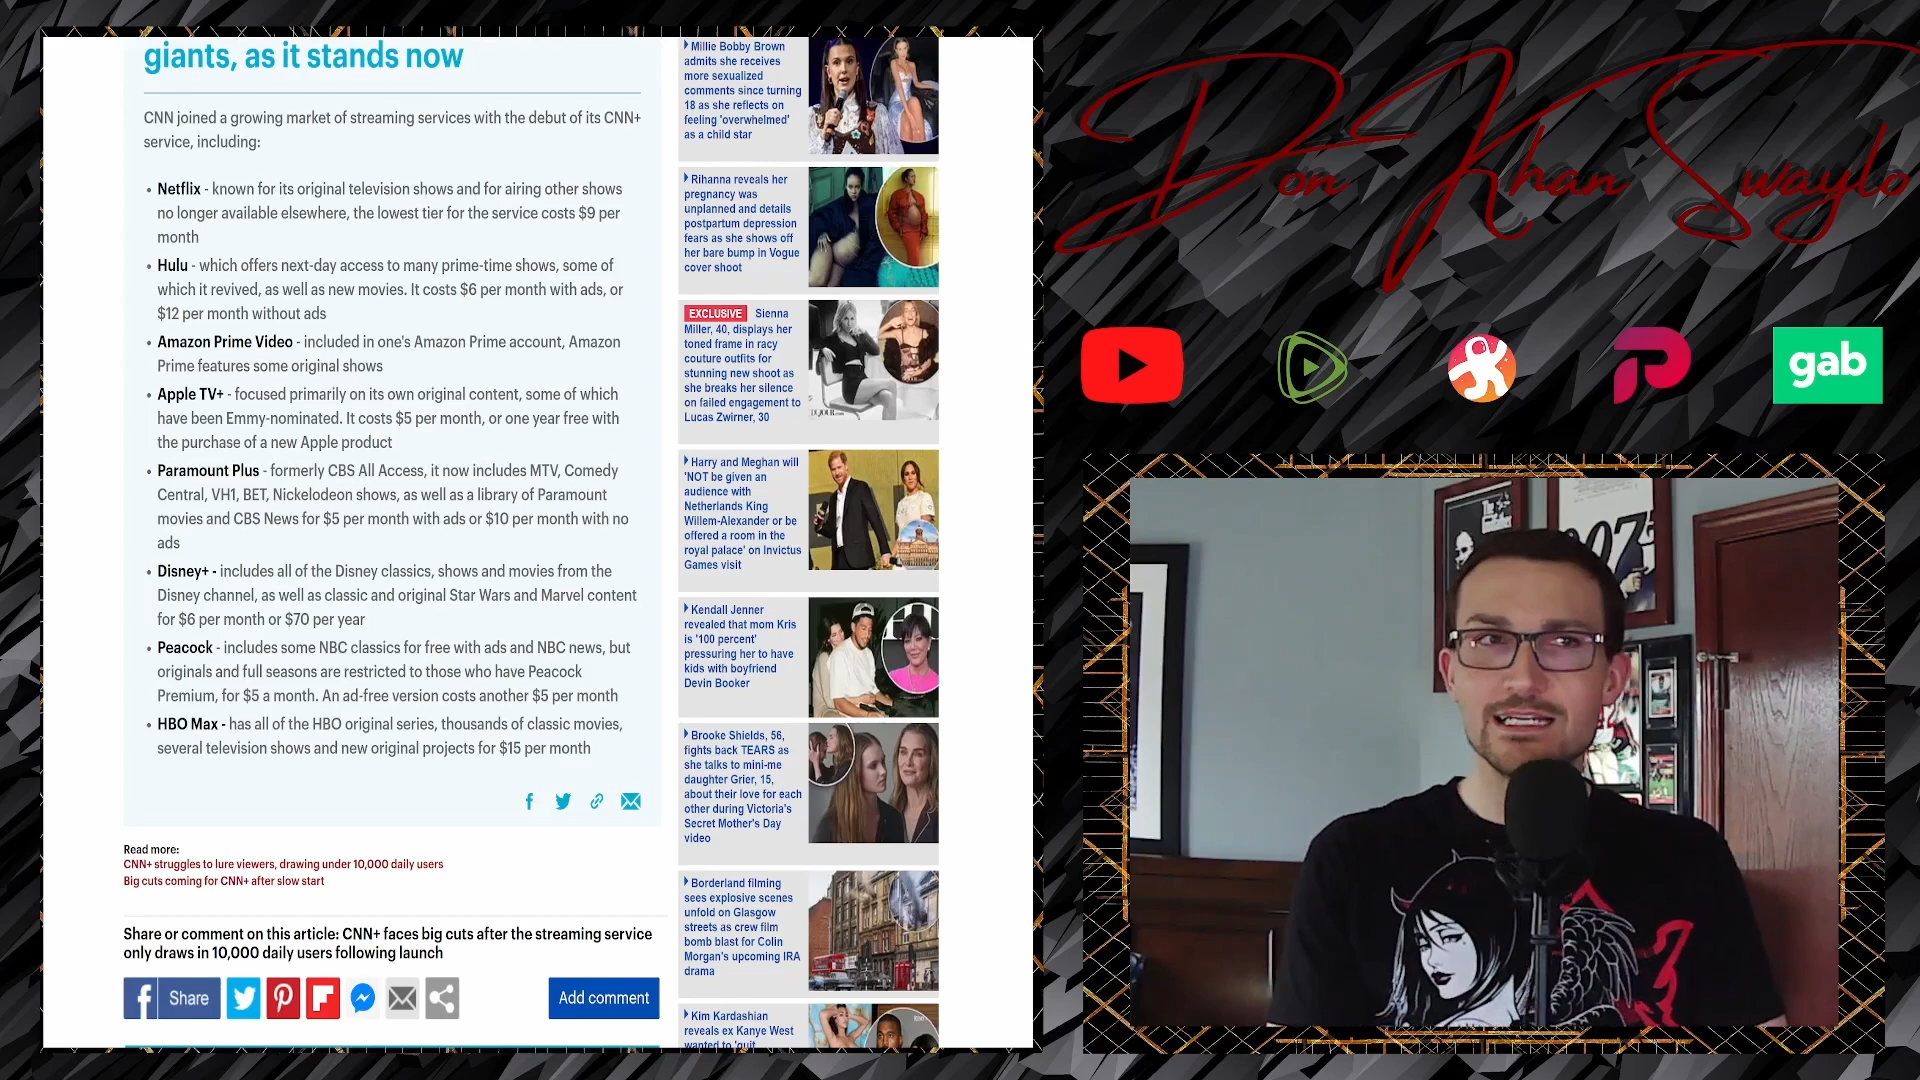 giants, as it stands now
CNN joined a growing market of streaming services with the debut of its CNN+
service, including:
• Netflix - known for its original television shows and for airing other shows
no longer available elsewhere, the lowest tier for the service costs $9 per
month
• Hulu - which offers next-day access to many prime-time shows, some of
which it revived, as well as new movies. It costs $6 per month with ads, or
$12 per month without ads
• Amazon Prime Video - included in one's Amazon Prime account, Amazon
Prime features some original shows
• Apple TV+ - focused primarily on its own original content, some of which
have been Emmy-nominated. It costs $5 per month, or one year free with
the purchase of a new Apple product
• Paramount Plus - formerly CBS All Access, it now includes MTV, Comedy
Central, VH1, BET, Nickelodeon shows, as well as a library of Paramount
movies and CBS News for $5 per month with ads or $10 per month with no
ads
• Disney+ - includes all of the Disney classics, shows and movies from the
Disney channel, as well as classic and original Star Wars and Marvel content
for $6 per month or $70 per year
• Peacock - includes some NBC classics for free with ads and NBC news, but
originals and full seasons are restricted to those who have Peacock
Premium, for $5 a month. An ad-free version costs another $5 per month
• HBO Max - has all of the HBO original series, thousands of classic movies,
several television shows and new original projects for $15 per month
Read more:
CNN+ struggles to lure viewers, drawing under 10,000 daily users
Big cuts coming for CNN+ after slow start
Share or comment on this article: CNN+ faces big cuts after the streaming service
only draws in 10,000 daily users following launch
Share
Add comment
Millie Bobby Brown
admits she receives
more sexualized
comments since turning
18 as she reflects on
feeling 'overwhelmed'
as a child star
Rihanna reveals her
pregnancy was
unplanned and details
postpartum depression
fears as she shows off
her bare bump in Vogue
cover shoot
EXCLUSIVE Sienna
Miller, 40, displays her
toned frame in racy
couture outfits for
stunning new shoot as
she breaks her silence
on failed engagement to
Lucas Zwirner, 30
DUJOUR
Harry and Meghan will
'NOT be given an
audience with
Netherlands King
Willem-Alexander or be
offered a room in the
royal palace' on Invictus
Games visit
Kendall Jenner
revealed that mom Kris
is '100 percent'
pressuring her to have
kids with boyfriend
Devin Booker
Brooke Shields, 56,
fights back TEARS as
she talks to mini-me
daughter Grier, 15,
about their love for each
other during Victoria's
Secret Mother's Day
video
Borderland filming
sees explosive scenes
unfold on Glasgow
streets as crew film
bomb blast for Colin
Morgan's upcoming IRA
drama
Kim Kardashian
reveals ex Kanye West
wanted to 'quit
Don Khan Swaylo
gab
007